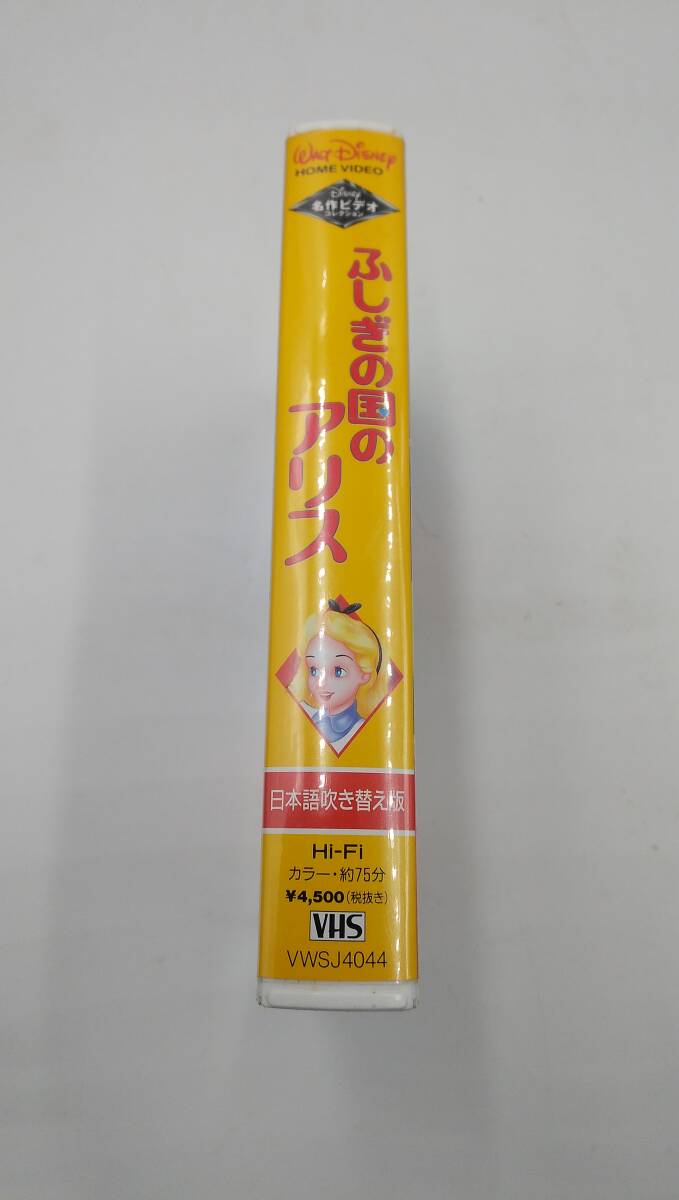 WALT DISNEY
HOME VIDEO
Disney
名作ビデオ
コレクション
ふしぎの国の
アリス
日本語吹き替え版
Hi-Fi
カラー・約75分
¥4,500(税抜き)
VHS
VWSJ4044